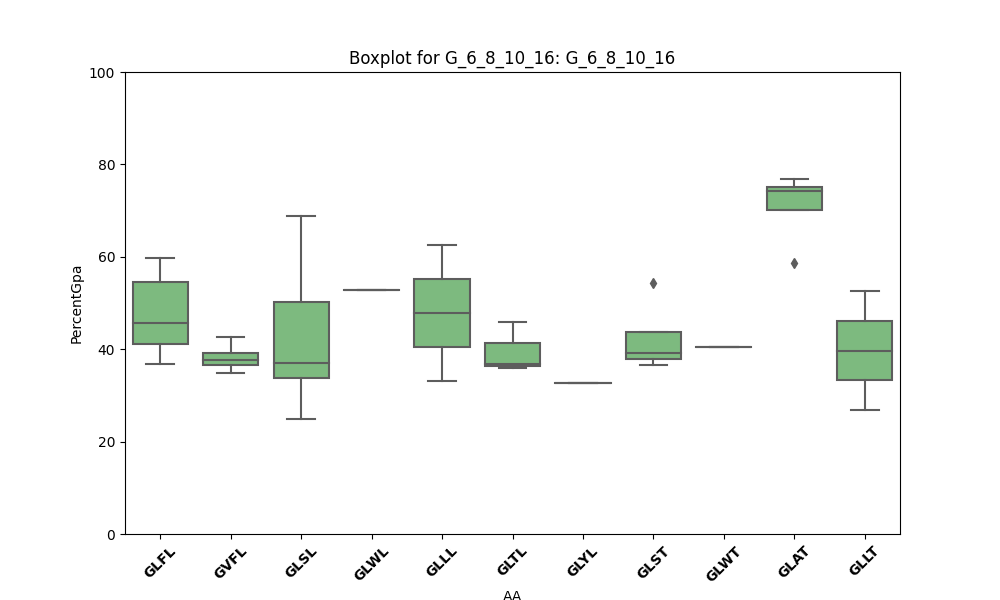 Boxplot for G_6_8_10_16: G_6_8_10_16
PercentGpa
100
80
60
40
20
0
GLFL GVFL GLSL GLWL GLLL GLTL GLYL GLST GLWT GLAT GLLT
AA